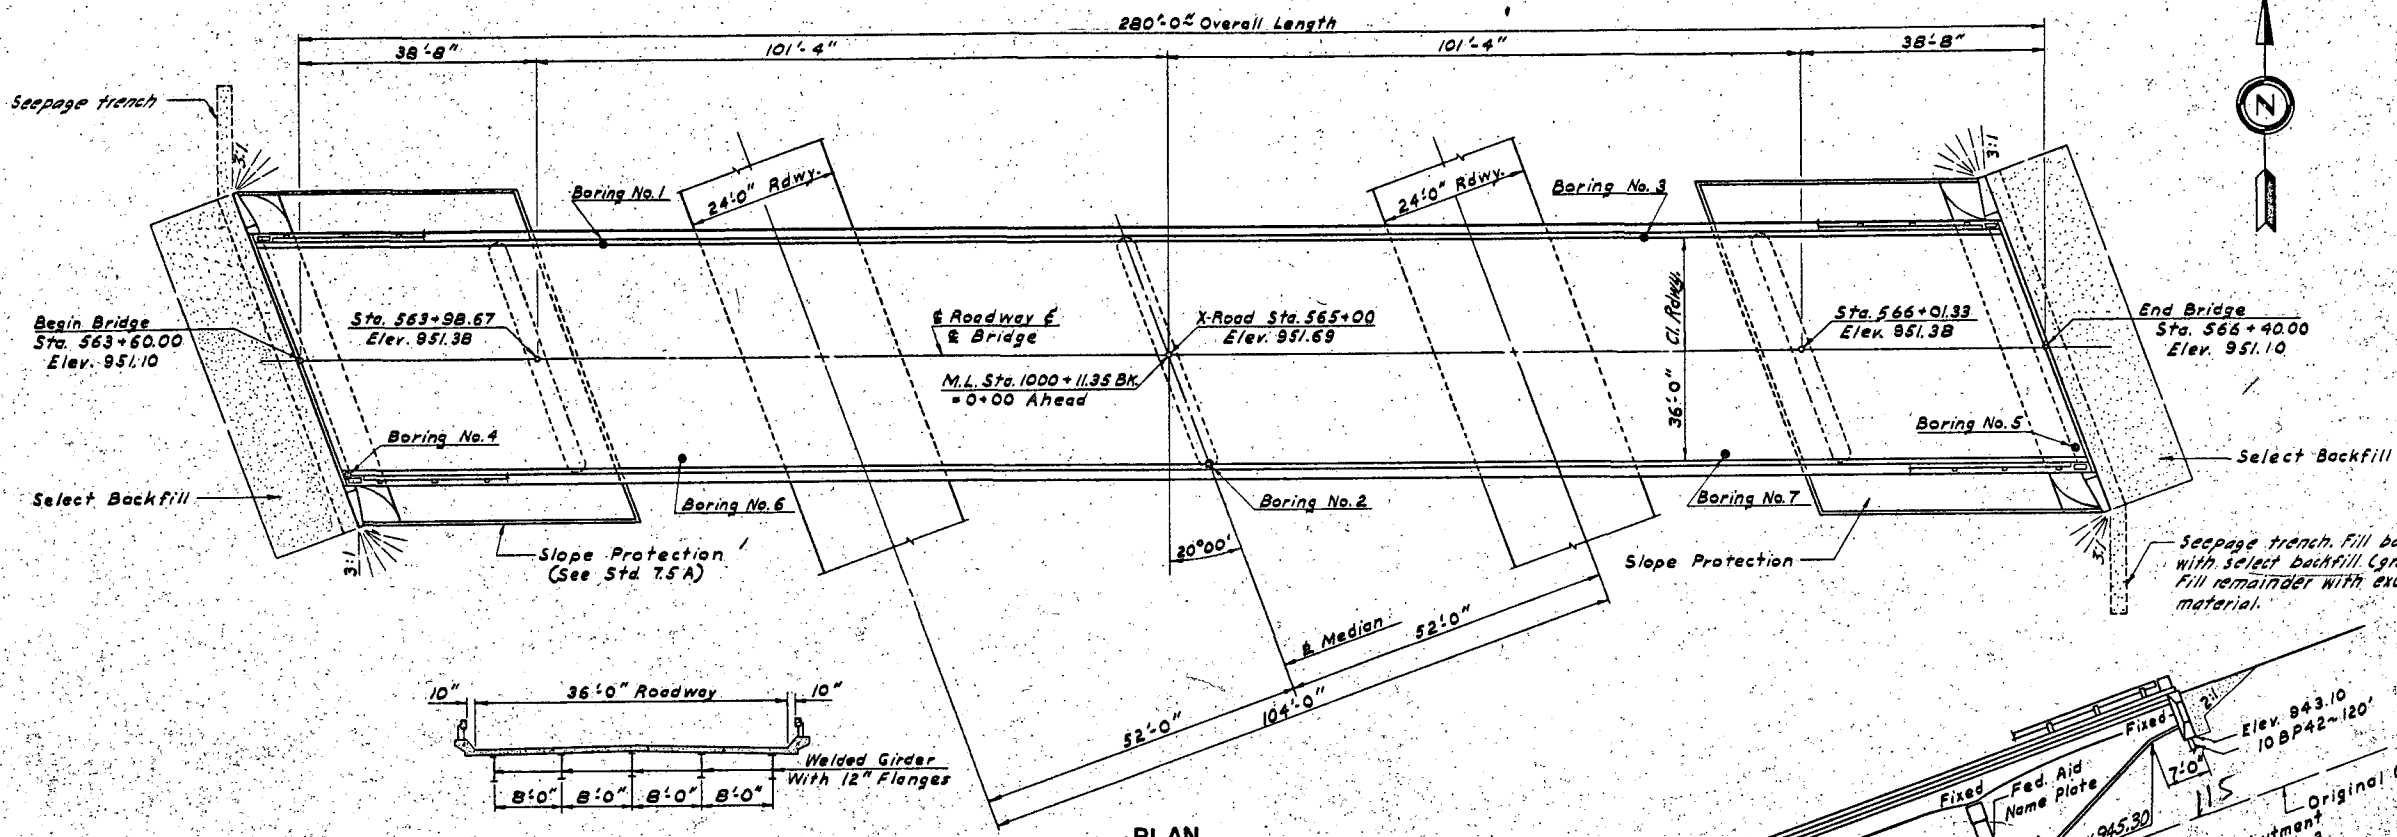 280'-0" Overall Length
38'-8"
101'-4"
101'-4"
38'-8"
Seepage trench
N
3:1
3:1
24'-0" Rdwy.
24'-0" Rdwy.
Boring No. 1
Boring No. 3
Begin Bridge
Sta. 563+60.00
Elev. 951.10
Sta. 563+98.67
Elev. 951.38
℄ Roadway &
℄ Bridge
X-Road Sta. 565+00
Elev. 951.69
M.L. Sta. 1000+11.35 BK.
=0+00 Ahead
36'-0" Cl. Rdwy.
Sta. 566+01.33
Elev. 951.38
End Bridge
Sta. 566+40.00
Elev. 951.10
Boring No. 4
Boring No. 5
Select Backfill
Select Backfill
Boring No. 6
Boring No. 2
Boring No. 7
Slope Protection
(See Std. 7.5 A)
3:1
20°00'
Slope Protection
3:1
Seepage trench. Fill
with select backfill.
Fill remainder with
material.
℄ Median
52'-0"
52'-0"
104'-0"
10"
36'-0" Roadway
10"
Welded Girder
With 12" Flanges
8'-0"
8'-0"
8'-0"
8'-0"
2:1
Fixed
Elev. 943.10
10 BP42~120'
7'-0"
115
Fixed
Fed. Aid
Name Plate
945.30
Original
PLAN